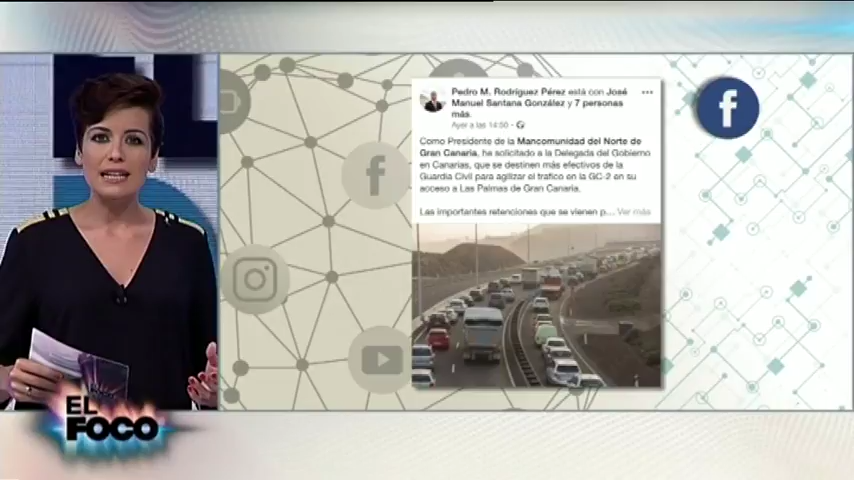 Pedro M. Rodríguez Pérez está con José
Manuel Santana González y 7 personas
más.
Ayer a las 14:50
Como Presidente de la Mancomunidad del Norte de
Gran Canaria, he solicitado a la Delegada del Gobierno
en Canarias, que se destinen más efectivos de la
Guardia Civil para agilizar el trafico en la GC-2 en su
acceso a Las Palmas de Gran Canaria.
Las importantes retenciones que se vienen p... Ver más
EL
FOCO